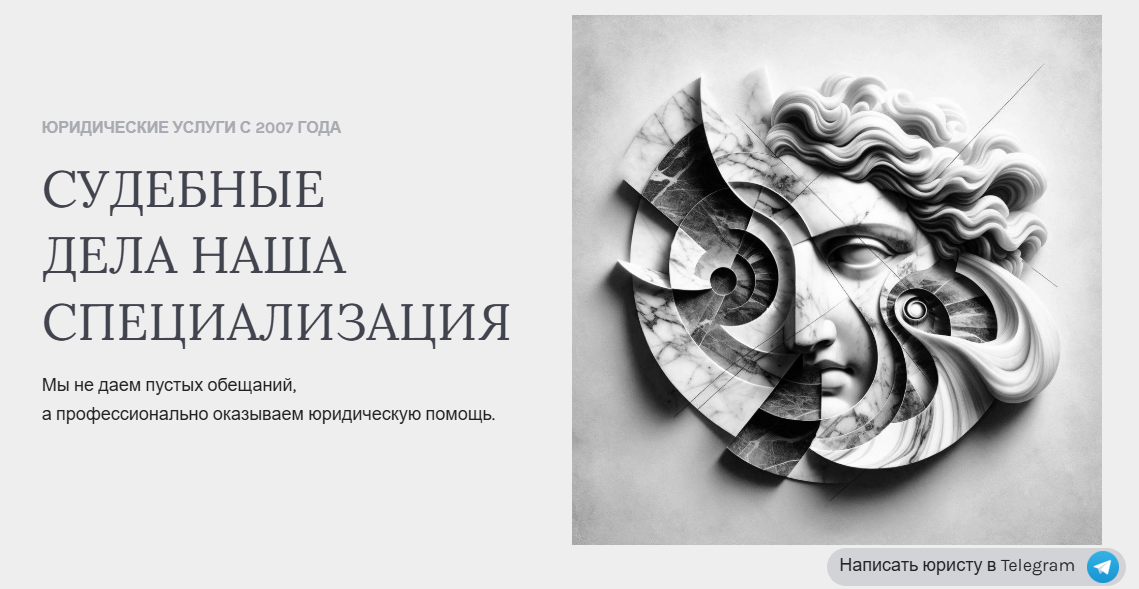 ЮРИДИЧЕСКИЕ УСЛУГИ С 2007 ГОДА
СУДЕБНЫЕ
ДЕЛА НАША
СПЕЦИАЛИЗАЦИЯ
Мы не даем пустых обещаний,
а профессионально оказываем юридическую помощь.
Написать юристу в Telegram